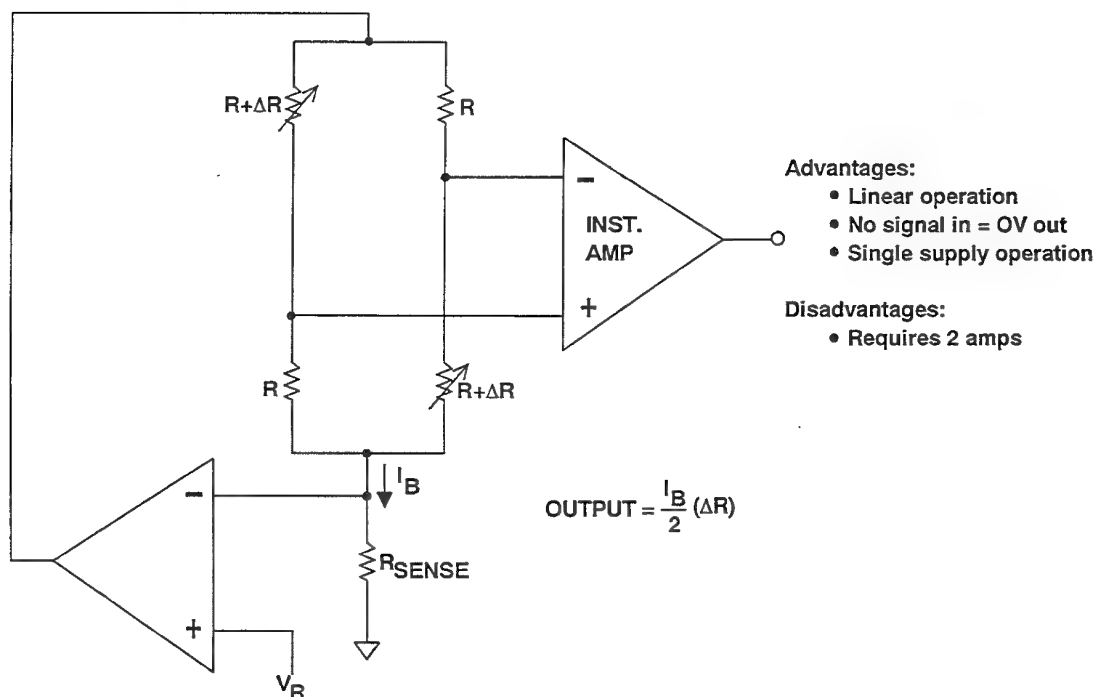 R+ΔR
R
INST.
AMP
−
+
Advantages:
• Linear operation
• No signal in = OV out
• Single supply operation
Disadvantages:
• Requires 2 amps
R
R+ΔR
I_B
OUTPUT = I_B/2 (ΔR)
−
R_SENSE
+
V_R